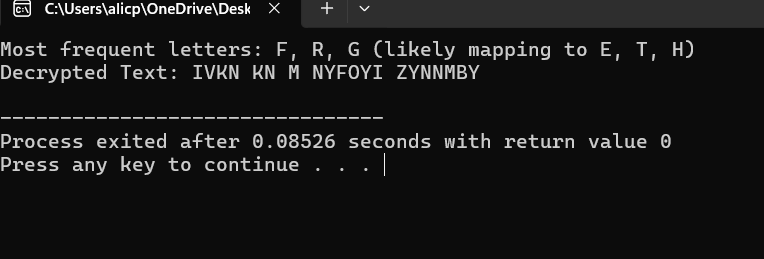 C:\Users\alicp\OneDrive\Desk
Most frequent letters: F, R, G (likely mapping to E, T, H)
Decrypted Text: IVKN KN M NYFOYI ZYNNMBY
--------------------------------
Process exited after 0.08526 seconds with return value 0
Press any key to continue . . .